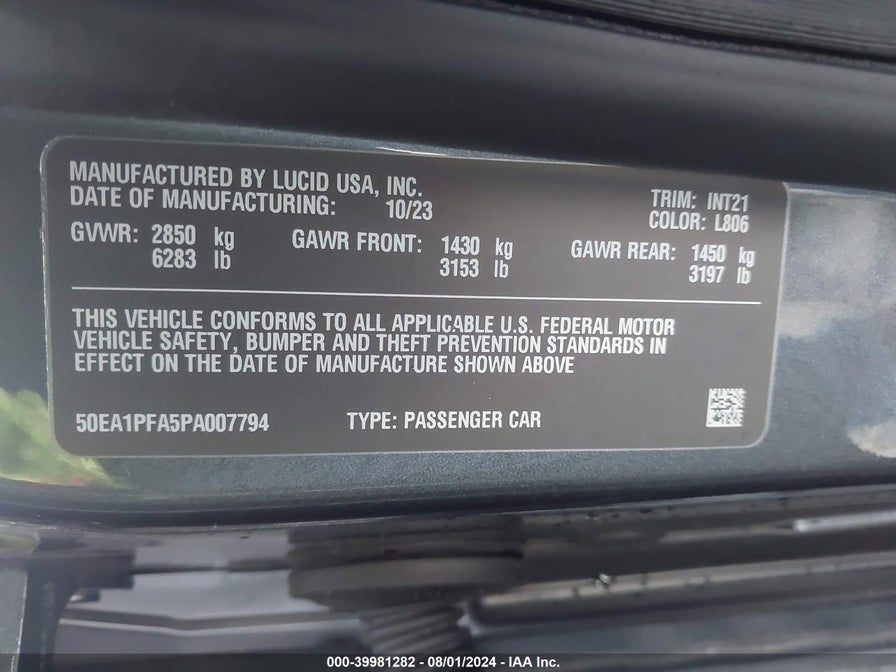 MANUFACTURED BY LUCID USA, INC.
DATE OF MANUFACTURING: 10/23
TRIM: INT21
COLOR: L806
GVWR: 2850 kg GAWR FRONT: 1430 kg GAWR REAR: 1450 kg
6283 lb 3153 lb 3197 lb
THIS VEHICLE CONFORMS TO ALL APPLICABLE U.S. FEDERAL MOTOR
VEHICLE SAFETY, BUMPER AND THEFT PREVENTION STANDARDS IN
EFFECT ON THE DATE OF MANUFACTURE SHOWN ABOVE
50EA1PFA5PA007794 TYPE: PASSENGER CAR
000-39981282 - 08/01/2024 - IAA Inc.